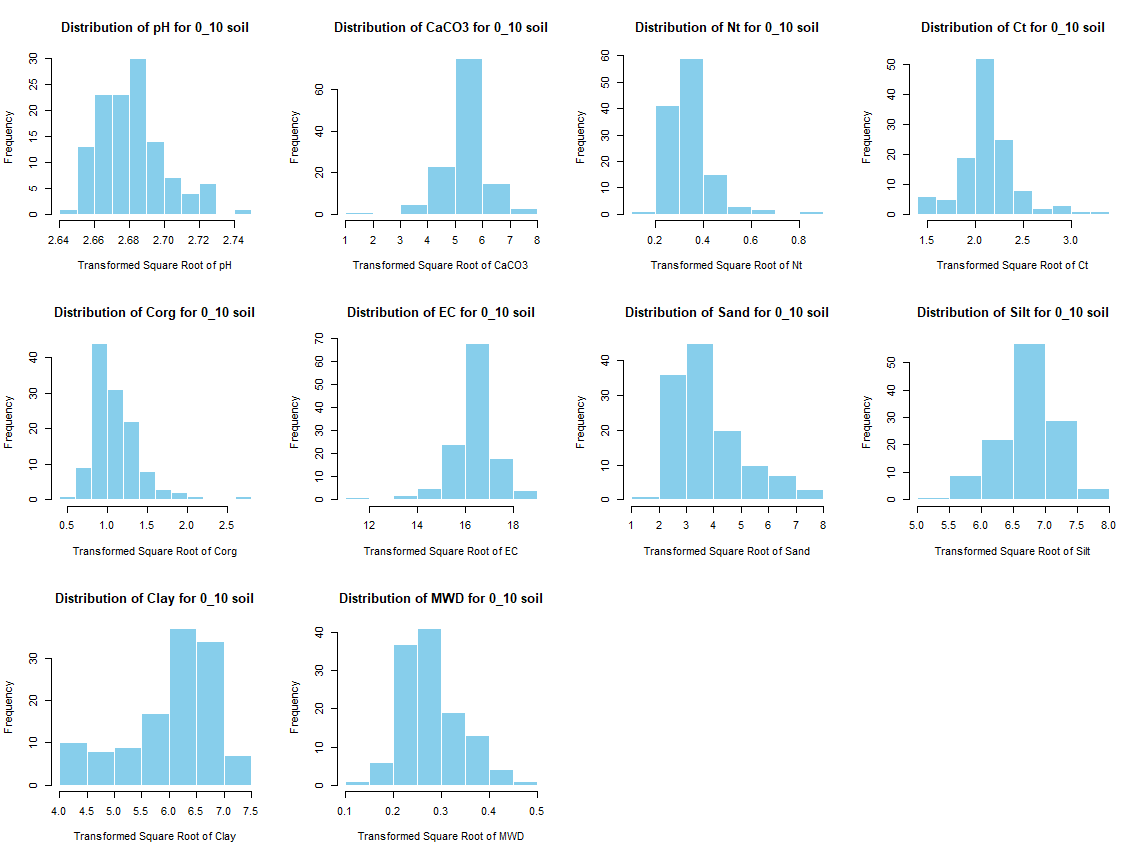 Distribution of pH for 0_10 soil
Frequency
0 5 10 15 20 25 30
2.64 2.66 2.68 2.70 2.72 2.74
Transformed Square Root of pH
Distribution of CaCO3 for 0_10 soil
Frequency
0 20 40 60
1 2 3 4 5 6 7 8
Transformed Square Root of CaCO3
Distribution of Nt for 0_10 soil
Frequency
0 10 20 30 40 50 60
0.2 0.4 0.6 0.8
Transformed Square Root of Nt
Distribution of Ct for 0_10 soil
Frequency
0 10 20 30 40 50
1.5 2.0 2.5 3.0
Transformed Square Root of Ct
Distribution of Corg for 0_10 soil
Frequency
0 10 20 30 40
0.5 1.0 1.5 2.0 2.5
Transformed Square Root of Corg
Distribution of EC for 0_10 soil
Frequency
0 10 20 30 40 50 60 70
12 14 16 18
Transformed Square Root of EC
Distribution of Sand for 0_10 soil
Frequency
0 10 20 30 40
1 2 3 4 5 6 7 8
Transformed Square Root of Sand
Distribution of Silt for 0_10 soil
Frequency
0 10 20 30 40 50
5.0 5.5 6.0 6.5 7.0 7.5 8.0
Transformed Square Root of Silt
Distribution of Clay for 0_10 soil
Frequency
0 10 20 30
4.0 4.5 5.0 5.5 6.0 6.5 7.0 7.5
Transformed Square Root of Clay
Distribution of MWD for 0_10 soil
Frequency
0 10 20 30 40
0.1 0.2 0.3 0.4 0.5
Transformed Square Root of MWD